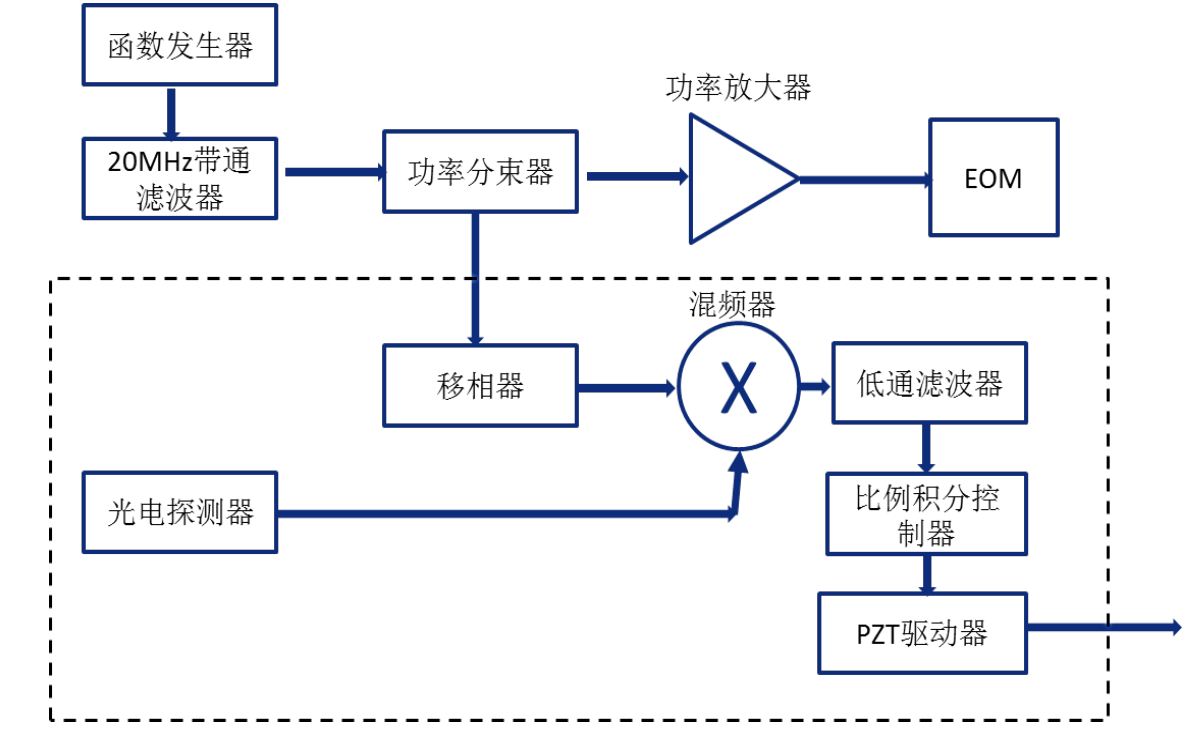 函数发生器
功率放大器
20MHz带通
滤波器
功率分束器
EOM
混频器
移相器
X
低通滤波器
光电探测器
比例积分控
制器
PZT驱动器